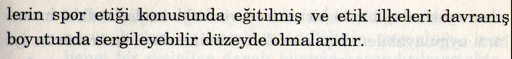 lerin spor etiği konusunda eğitilmiş ve etik ilkeleri davranış
boyutunda sergileyebilir düzeyde olmalarıdır.